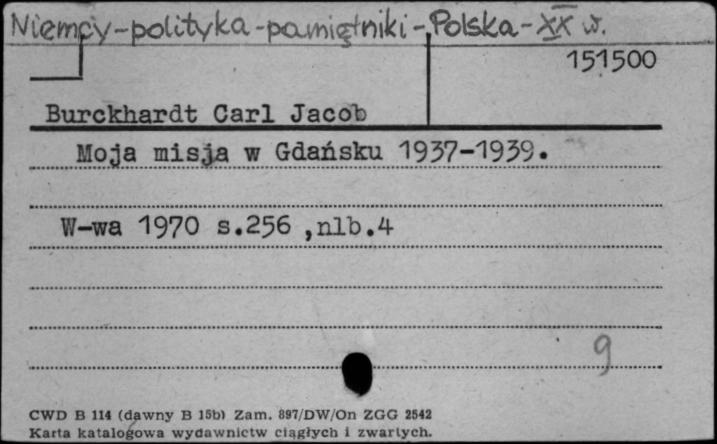 Niemcy-polityka-pamiętniki-Polska-XX w.
151500
Burckhardt Carl Jacob
Moja misja w Gdańsku 1937-1939.
W-wa 1970 s.256 ,nlb.4
9
CWD B 114 (dawny B 15b) Zam. 897/DW/On ZGG 2542
Karta katalogowa wydawnictw ciągłych i zwartych.